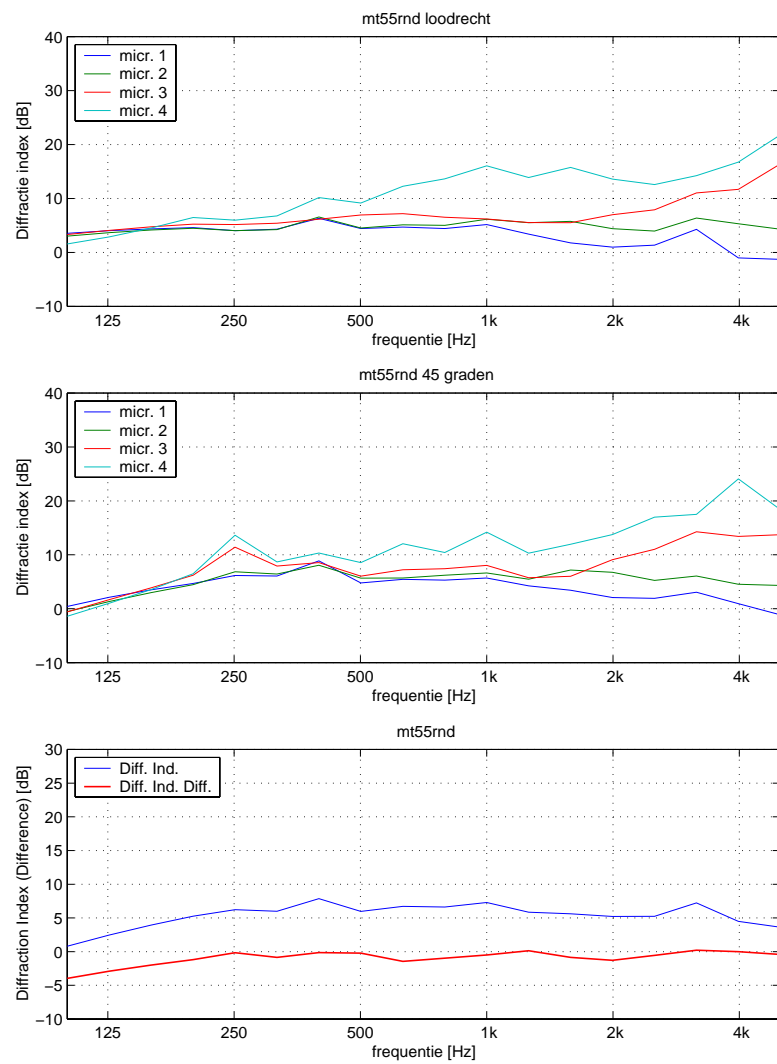 mt55rnd loodrecht
Diffractie index [dB]
40
30
20
10
0
−10
micr. 1
micr. 2
micr. 3
micr. 4
125 250 500 1k 2k 4k
frequentie [Hz]
mt55rnd 45 graden
Diffractie index [dB]
40
30
20
10
0
−10
micr. 1
micr. 2
micr. 3
micr. 4
125 250 500 1k 2k 4k
frequentie [Hz]
mt55rnd
Diffraction Index (Difference) [dB]
30
25
20
15
10
5
0
−5
−10
Diff. Ind.
Diff. Ind. Diff.
125 250 500 1k 2k 4k
frequentie [Hz]